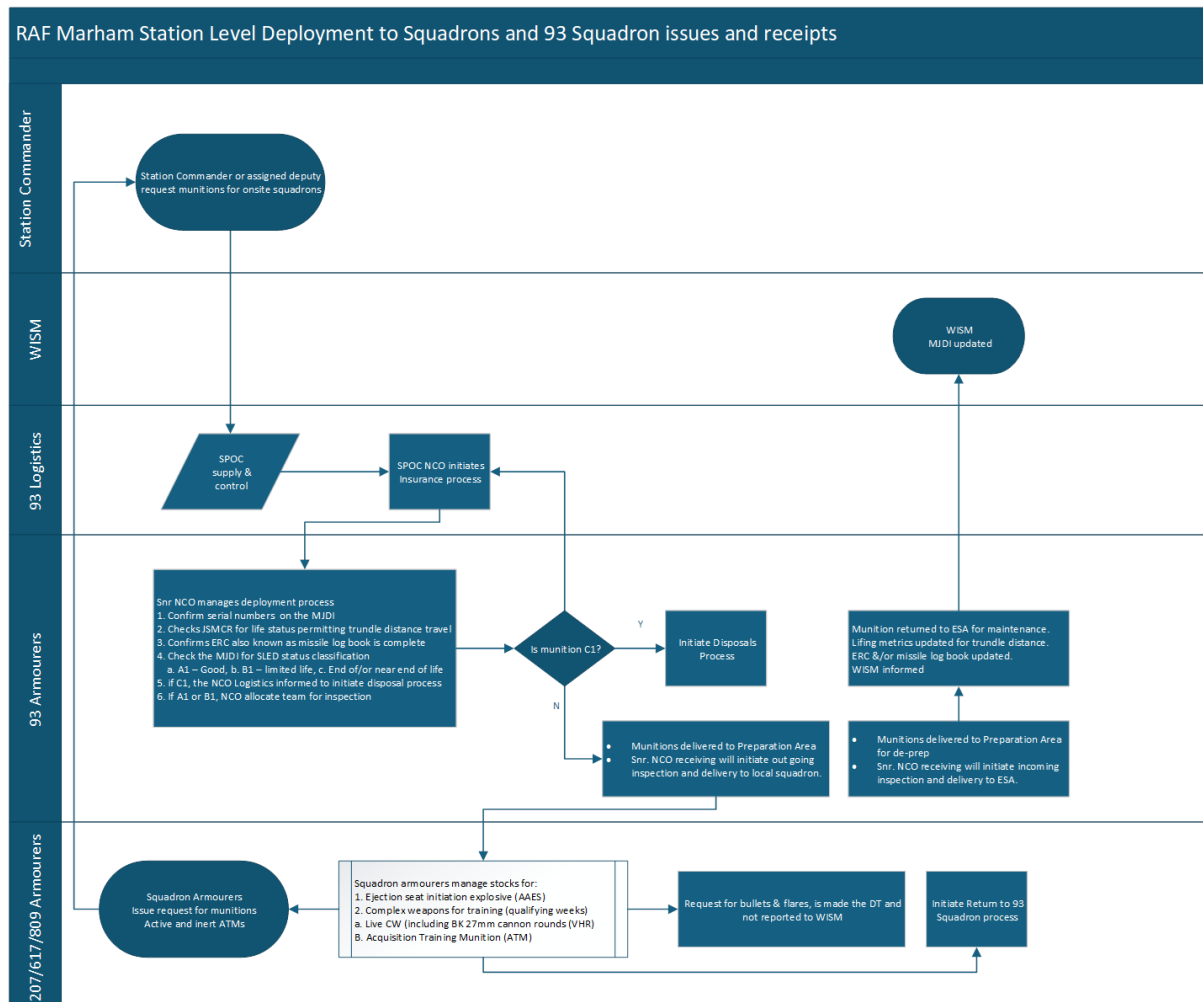 RAF Marham Station Level Deployment to Squadrons and 93 Squadron issues and receipts
Station Commander
Station Commander or assigned deputy
request munitions for onsite squadrons
WISM
WISM
MJDI updated
93 Logistics
SPOC
supply &
control
SPOC NCO initiates
Insurance process
93 Armourers
Snr NCO manages deployment process
1. Confirm serial numbers on the MJDI
2. Checks JSMCR for life status permitting trundle distance travel
3. Confirms ERC also known as missile log book is complete
4. Check the MJDI for SLED status classification
a. A1 – Good, b. B1 – limited life, c. End of/or near end of life
5. if C1, the NCO Logistics informed to initiate disposal process
6. If A1 or B1, NCO allocate team for inspection
Is munition C1?
Y
N
Initiate Disposals
Process
• Munitions delivered to Preparation Area
• Snr. NCO receiving will initiate out going
inspection and delivery to local squadron.
Munition returned to ESA for maintenance.
Lifing metrics updated for trundle distance.
ERC &/or missile log book updated.
WISM informed
• Munitions delivered to Preparation Area
for de-prep
• Snr. NCO receiving will initiate incoming
inspection and delivery to ESA.
207/617/809 Armourers
Squadron Armourers
Issue request for munitions
Active and inert ATMs
Squadron armourers manage stocks for:
1. Ejection seat initiation explosive (AAES)
2. Complex weapons for training (qualifying weeks)
a. Live CW (including BK 27mm cannon rounds (VHR)
B. Acquisition Training Munition (ATM)
Request for bullets & flares, is made the DT and
not reported to WISM
Initiate Return to 93
Squadron process